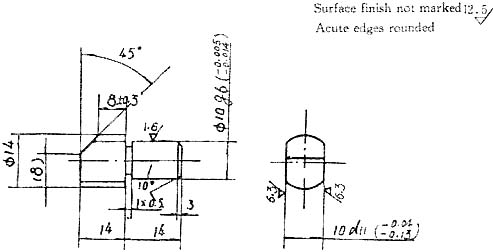 Surface finish not marked 12.5
Acute edges rounded
45°
8±0.3
1.6
Φ10g6 (-0.005 -0.014)
Φ14
(8)
10°
1×0.5
3
14
14
6.3
6.3
10d11 (-0.04 -0.13)